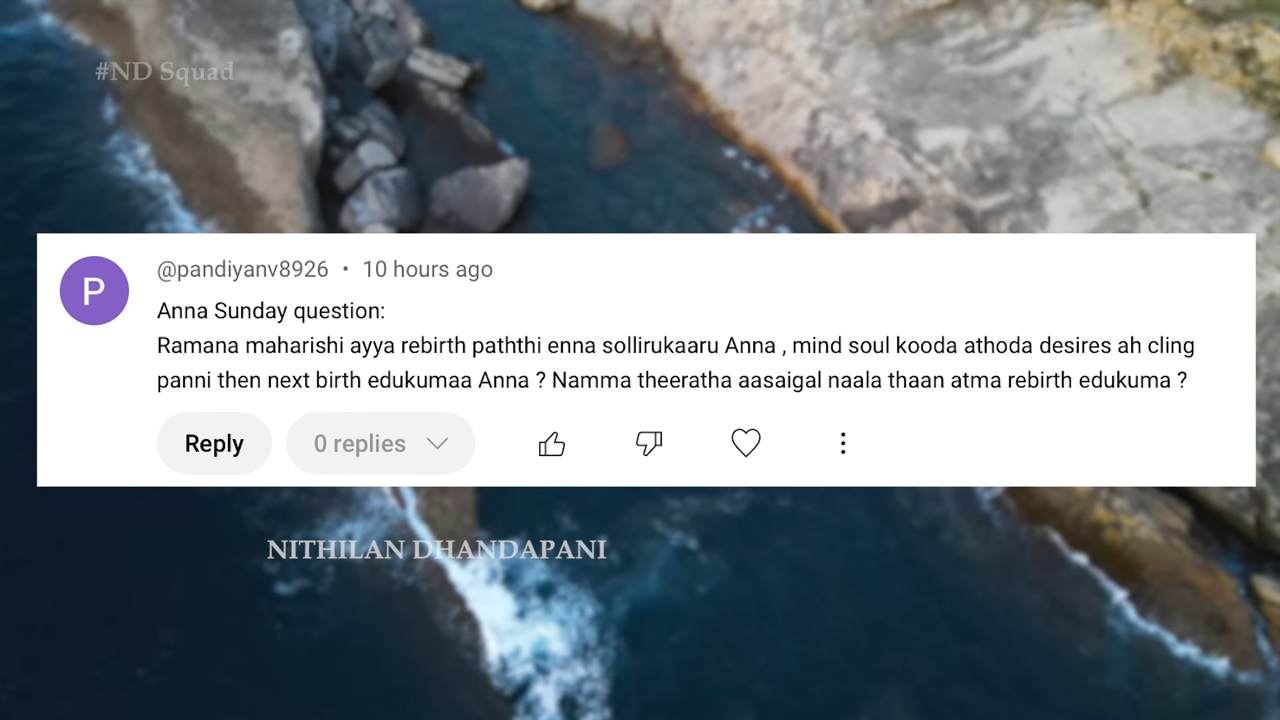 #ND Squad
@pandiyanv8926 • 10 hours ago
Anna Sunday question:
Ramana maharishi ayya rebirth paththi enna sollirukaaru Anna , mind soul kooda athoda desires ah cling
panni then next birth edukumaa Anna ? Namma theeratha aasaigal naala thaan atma rebirth edukuma ?
P
Reply
0 replies
NITHILAN DHANDAPANI